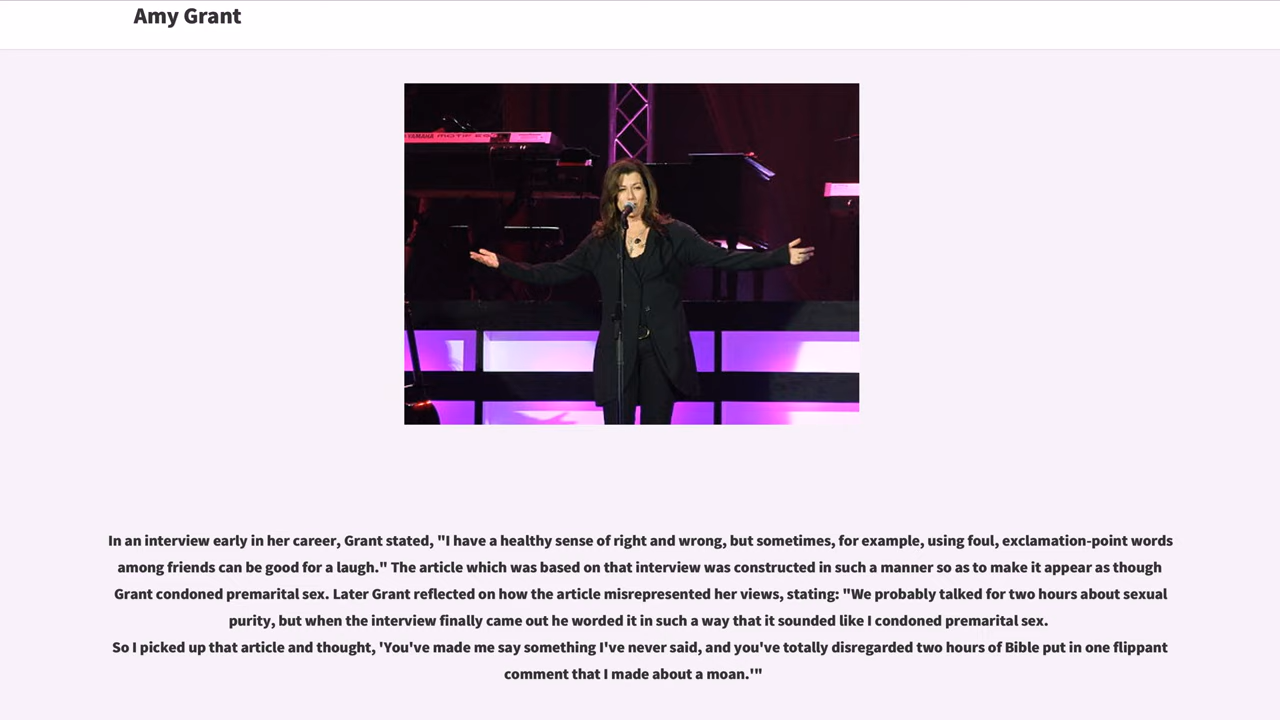 Amy Grant
YAMAHA MOTIF ES
In an interview early in her career, Grant stated, "I have a healthy sense of right and wrong, but sometimes, for example, using foul, exclamation-point words
among friends can be good for a laugh." The article which was based on that interview was constructed in such a manner so as to make it appear as though
Grant condoned premarital sex. Later Grant reflected on how the article misrepresented her views, stating: "We probably talked for two hours about sexual
purity, but when the interview finally came out he worded it in such a way that it sounded like I condoned premarital sex.
So I picked up that article and thought, 'You've made me say something I've never said, and you've totally disregarded two hours of Bible put in one flippant
comment that I made about a moan.'"